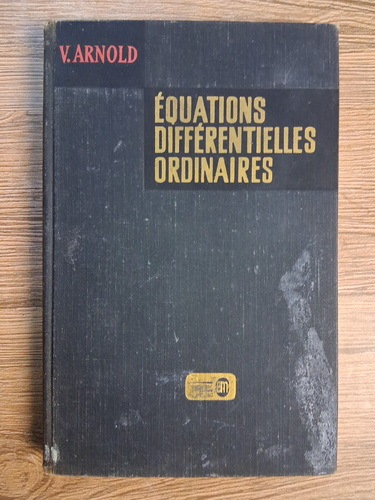 V. ARNOLD
ÉQUATIONS
DIFFÉRENTIELLES
ORDINAIRES